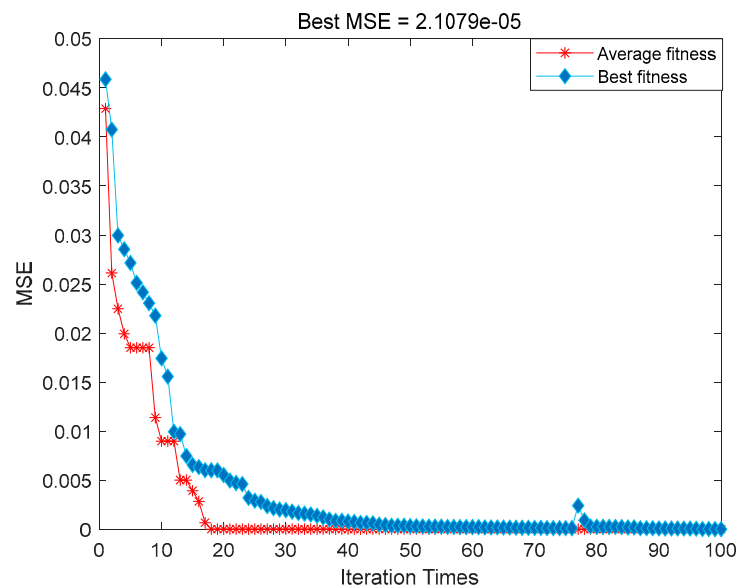 Best MSE = 2.1079e-05
Average fitness
Best fitness
0.05
0.045
0.04
0.035
0.03
0.025
0.02
0.015
0.01
0.005
0
MSE
0 10 20 30 40 50 60 70 80 90 100
Iteration Times